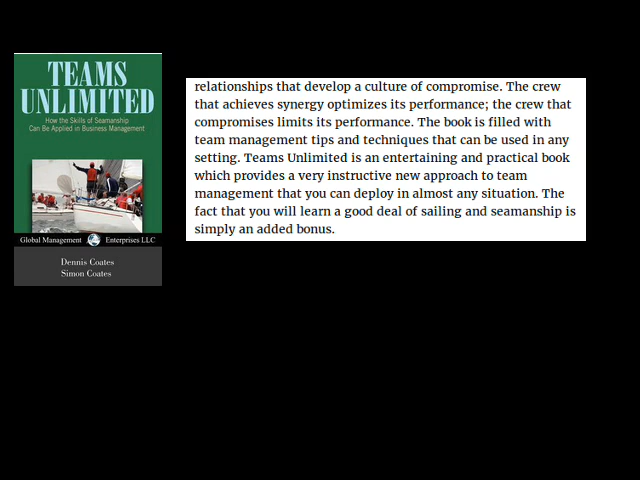 TEAMS
UNLIMITED
How the Skills of Seamanship
Can Be Applied in Business Management
Global Management Enterprises LLC
Dennis Coates
Simon Coates
relationships that develop a culture of compromise. The crew
that achieves synergy optimizes its performance; the crew that
compromises limits its performance. The book is filled with
team management tips and techniques that can be used in any
setting. Teams Unlimited is an entertaining and practical book
which provides a very instructive new approach to team
management that you can deploy in almost any situation. The
fact that you will learn a good deal of sailing and seamanship is
simply an added bonus.